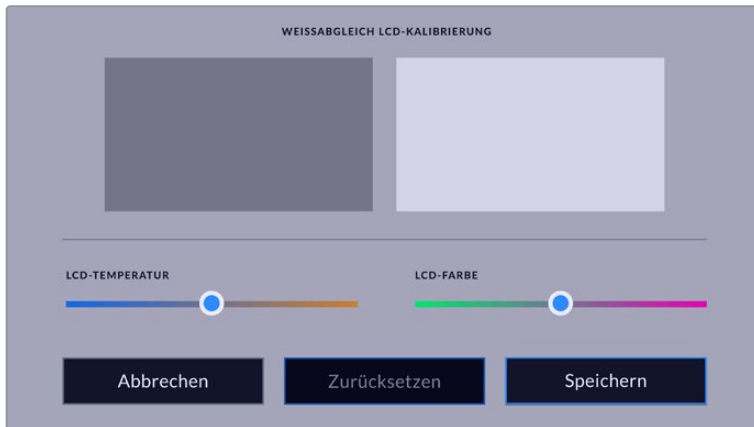 WEISSABGLEICH LCD-KALIBRIERUNG
LCD-TEMPERATUR
LCD-FARBE
Abbrechen
Zurücksetzen
Speichern